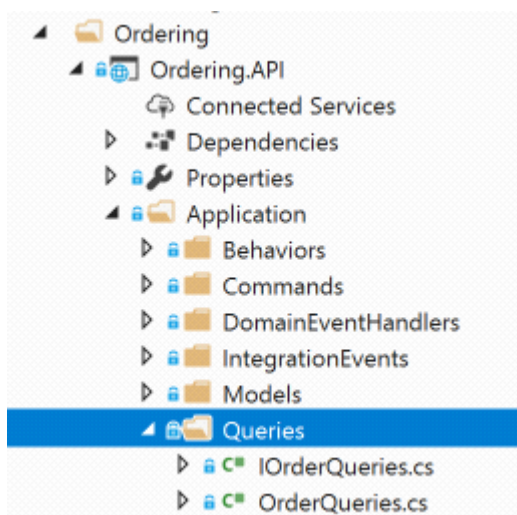 Ordering
Ordering.API
Connected Services
Dependencies
Properties
Application
Behaviors
Commands
DomainEventHandlers
IntegrationEvents
Models
Queries
C# IOrderQueries.cs
C# OrderQueries.cs